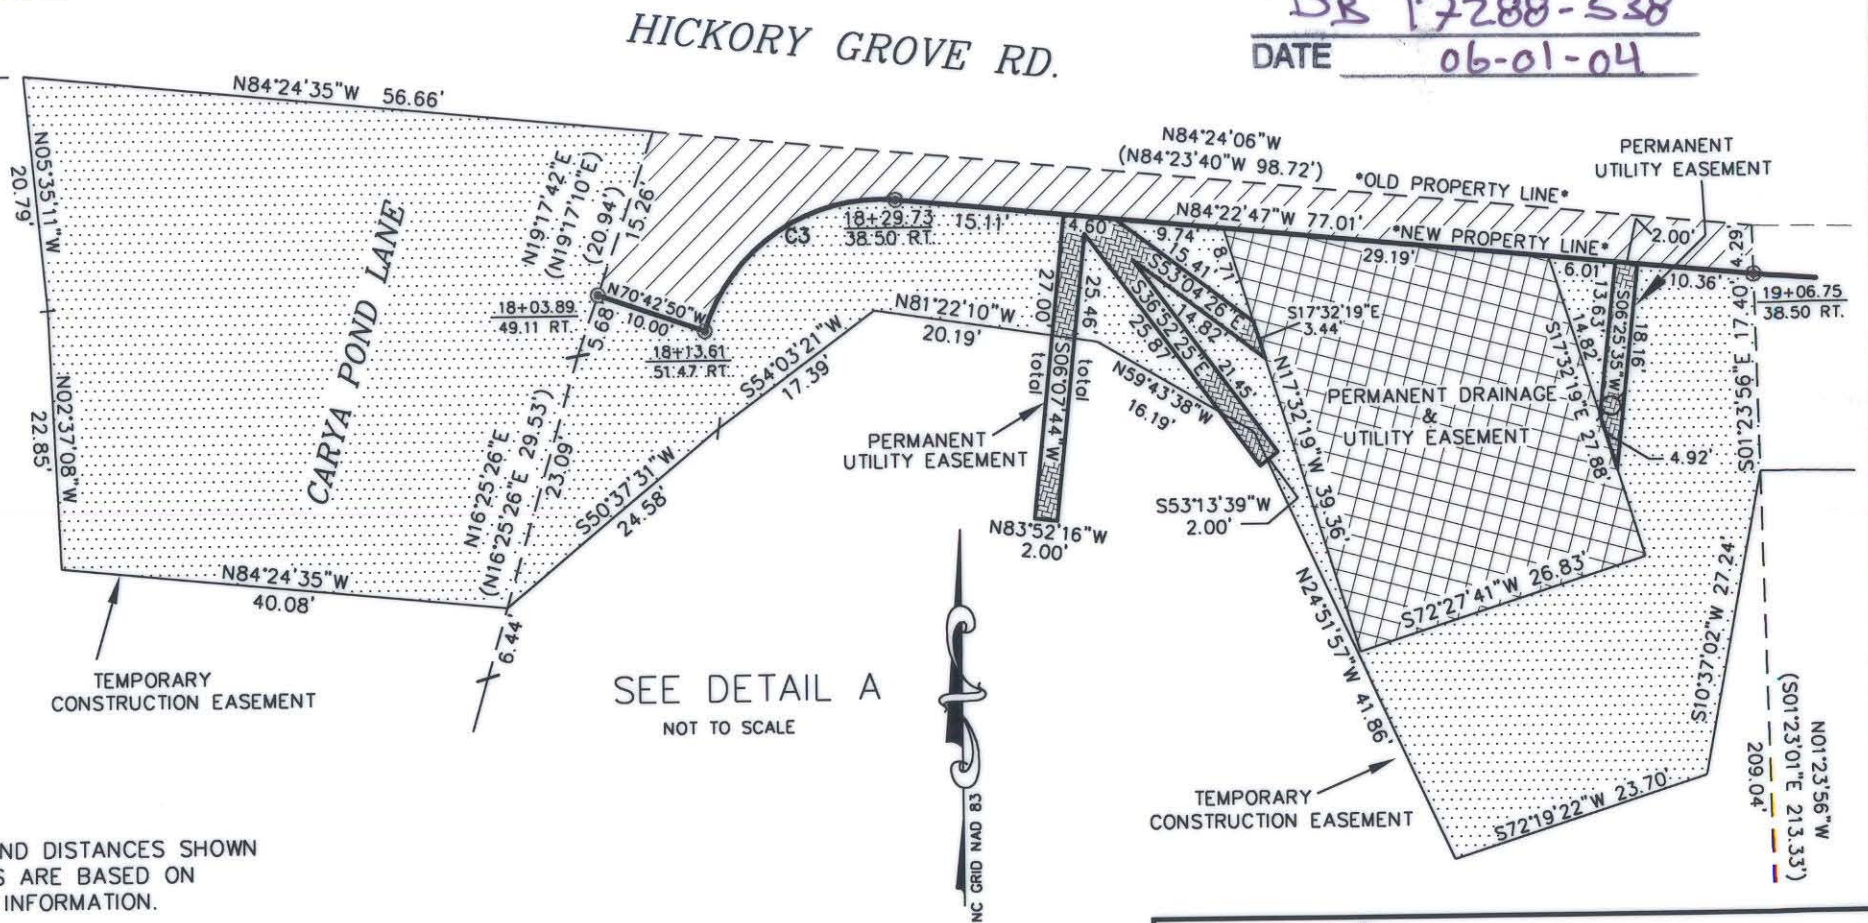 DB 17288-538
DATE 06-01-04
HICKORY GROVE RD.
N84°24'35"W 56.66'
N05°35'11"W
20.79'
N02°37'08"W
22.85'
CARYA POND LANE
N19°17'42"E
(N19°17'10"E)
(20.94')
15.26'
18+03.89
49.11 RT.
N70°42'50"W
10.00'
5.68'
18+13.61
51.47 RT.
C3
18+29.73
38.50 RT.
15.11'
N84°24'06"W
(N84°23'40"W 98.72')
*OLD PROPERTY LINE*
N84°22'47"W 77.01'
*NEW PROPERTY LINE*
PERMANENT
UTILITY EASEMENT
2.00'
4.29'
14.60'
9.74'
15.41'
8.71'
29.19'
6.01'
10.36'
19+06.75
38.50 RT.
S53°04'26"E
14.82'
S17°32'19"E
3.44'
S36°52'25"E
25.87'
21.45'
27.00'
total
25.46'
total
S06°07'44"W
N81°22'10"W
20.19'
S54°03'21"W
17.39'
N59°43'38"W
16.19'
13.63'
S06°25'35"W
18.16'
14.82'
S17°32'19"E 27.88'
4.92'
S01°23'56"E 17.40'
PERMANENT DRAINAGE
&
UTILITY EASEMENT
N17°32'19"W 39.36'
PERMANENT
UTILITY EASEMENT
N83°52'16"W
2.00'
S53°13'39"W
2.00'
S50°37'31"W
24.58'
N16°25'26"E
(N16°25'26"E 29.53')
23.09'
N84°24'35"W
40.08'
6.44'
TEMPORARY
CONSTRUCTION EASEMENT
SEE DETAIL A
NOT TO SCALE
NC GRID NAD 83
S72°27'41"W 26.83'
N24°51'57"W 41.86'
S10°37'02"W 27.24'
S72°19'22"W 23.70'
TEMPORARY
CONSTRUCTION EASEMENT
N01°23'56"W
(S01°23'01"E 213.33')
209.04'
ND DISTANCES SHOWN
S ARE BASED ON
INFORMATION.